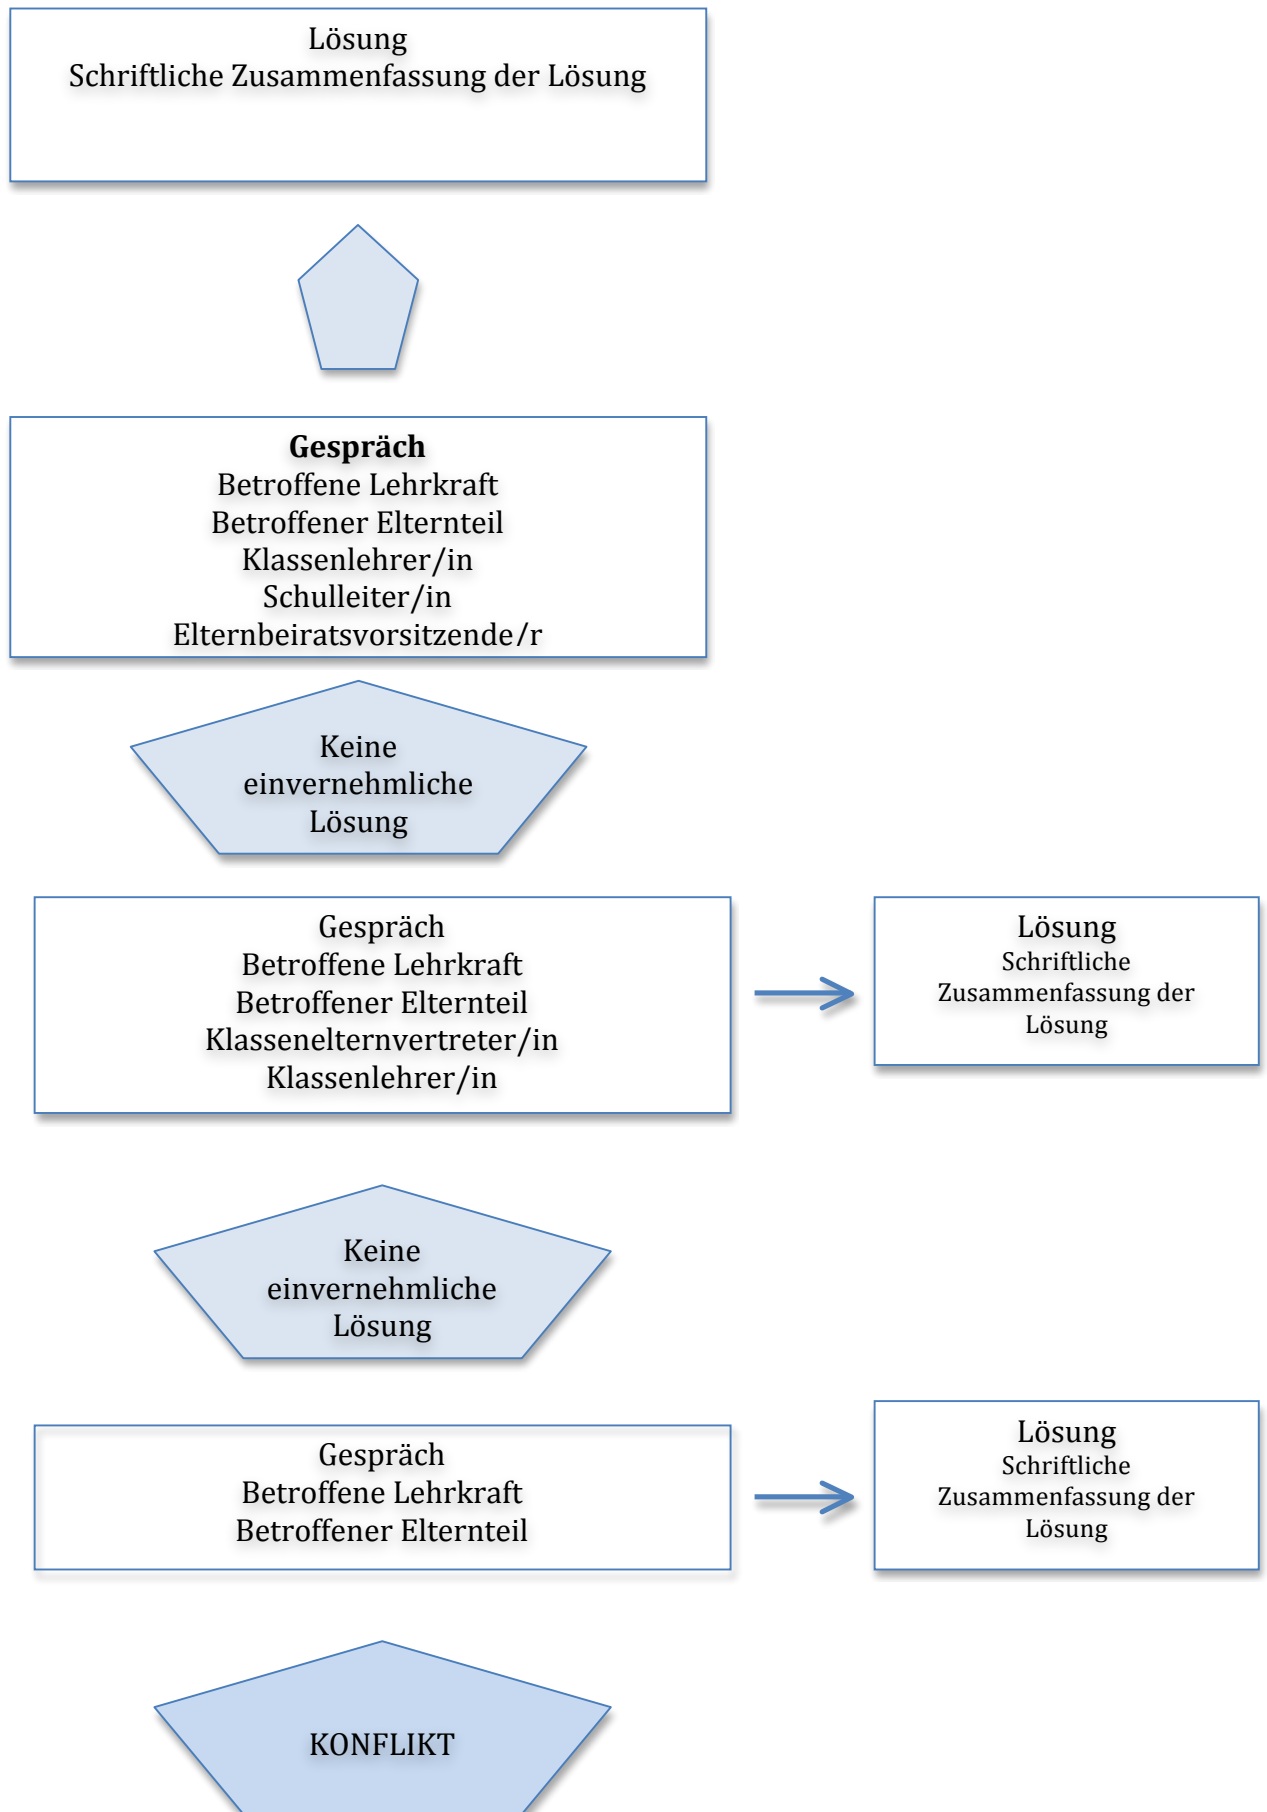 Lösung
Schriftliche Zusammenfassung der Lösung
Gespräch
Betroffene Lehrkraft
Betroffener Elternteil
Klassenlehrer/in
Schulleiter/in
Elternbeiratsvorsitzende/r
Keine
einvernehmliche
Lösung
Gespräch
Betroffene Lehrkraft
Betroffener Elternteil
Klassenelternvertreter/in
Klassenlehrer/in
Lösung
Schriftliche
Zusammenfassung der
Lösung
Keine
einvernehmliche
Lösung
Gespräch
Betroffene Lehrkraft
Betroffener Elternteil
Lösung
Schriftliche
Zusammenfassung der
Lösung
KONFLIKT